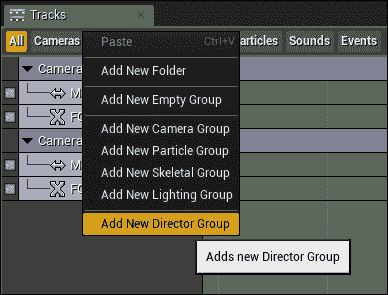 Tracks
All Cameras articles Sounds Events
Camera
M
FO
Camera
M
FO
Paste Ctrl+V
Add New Folder
Add New Empty Group
Add New Camera Group
Add New Particle Group
Add New Skeletal Group
Add New Lighting Group
Add New Director Group
Adds new Director Group